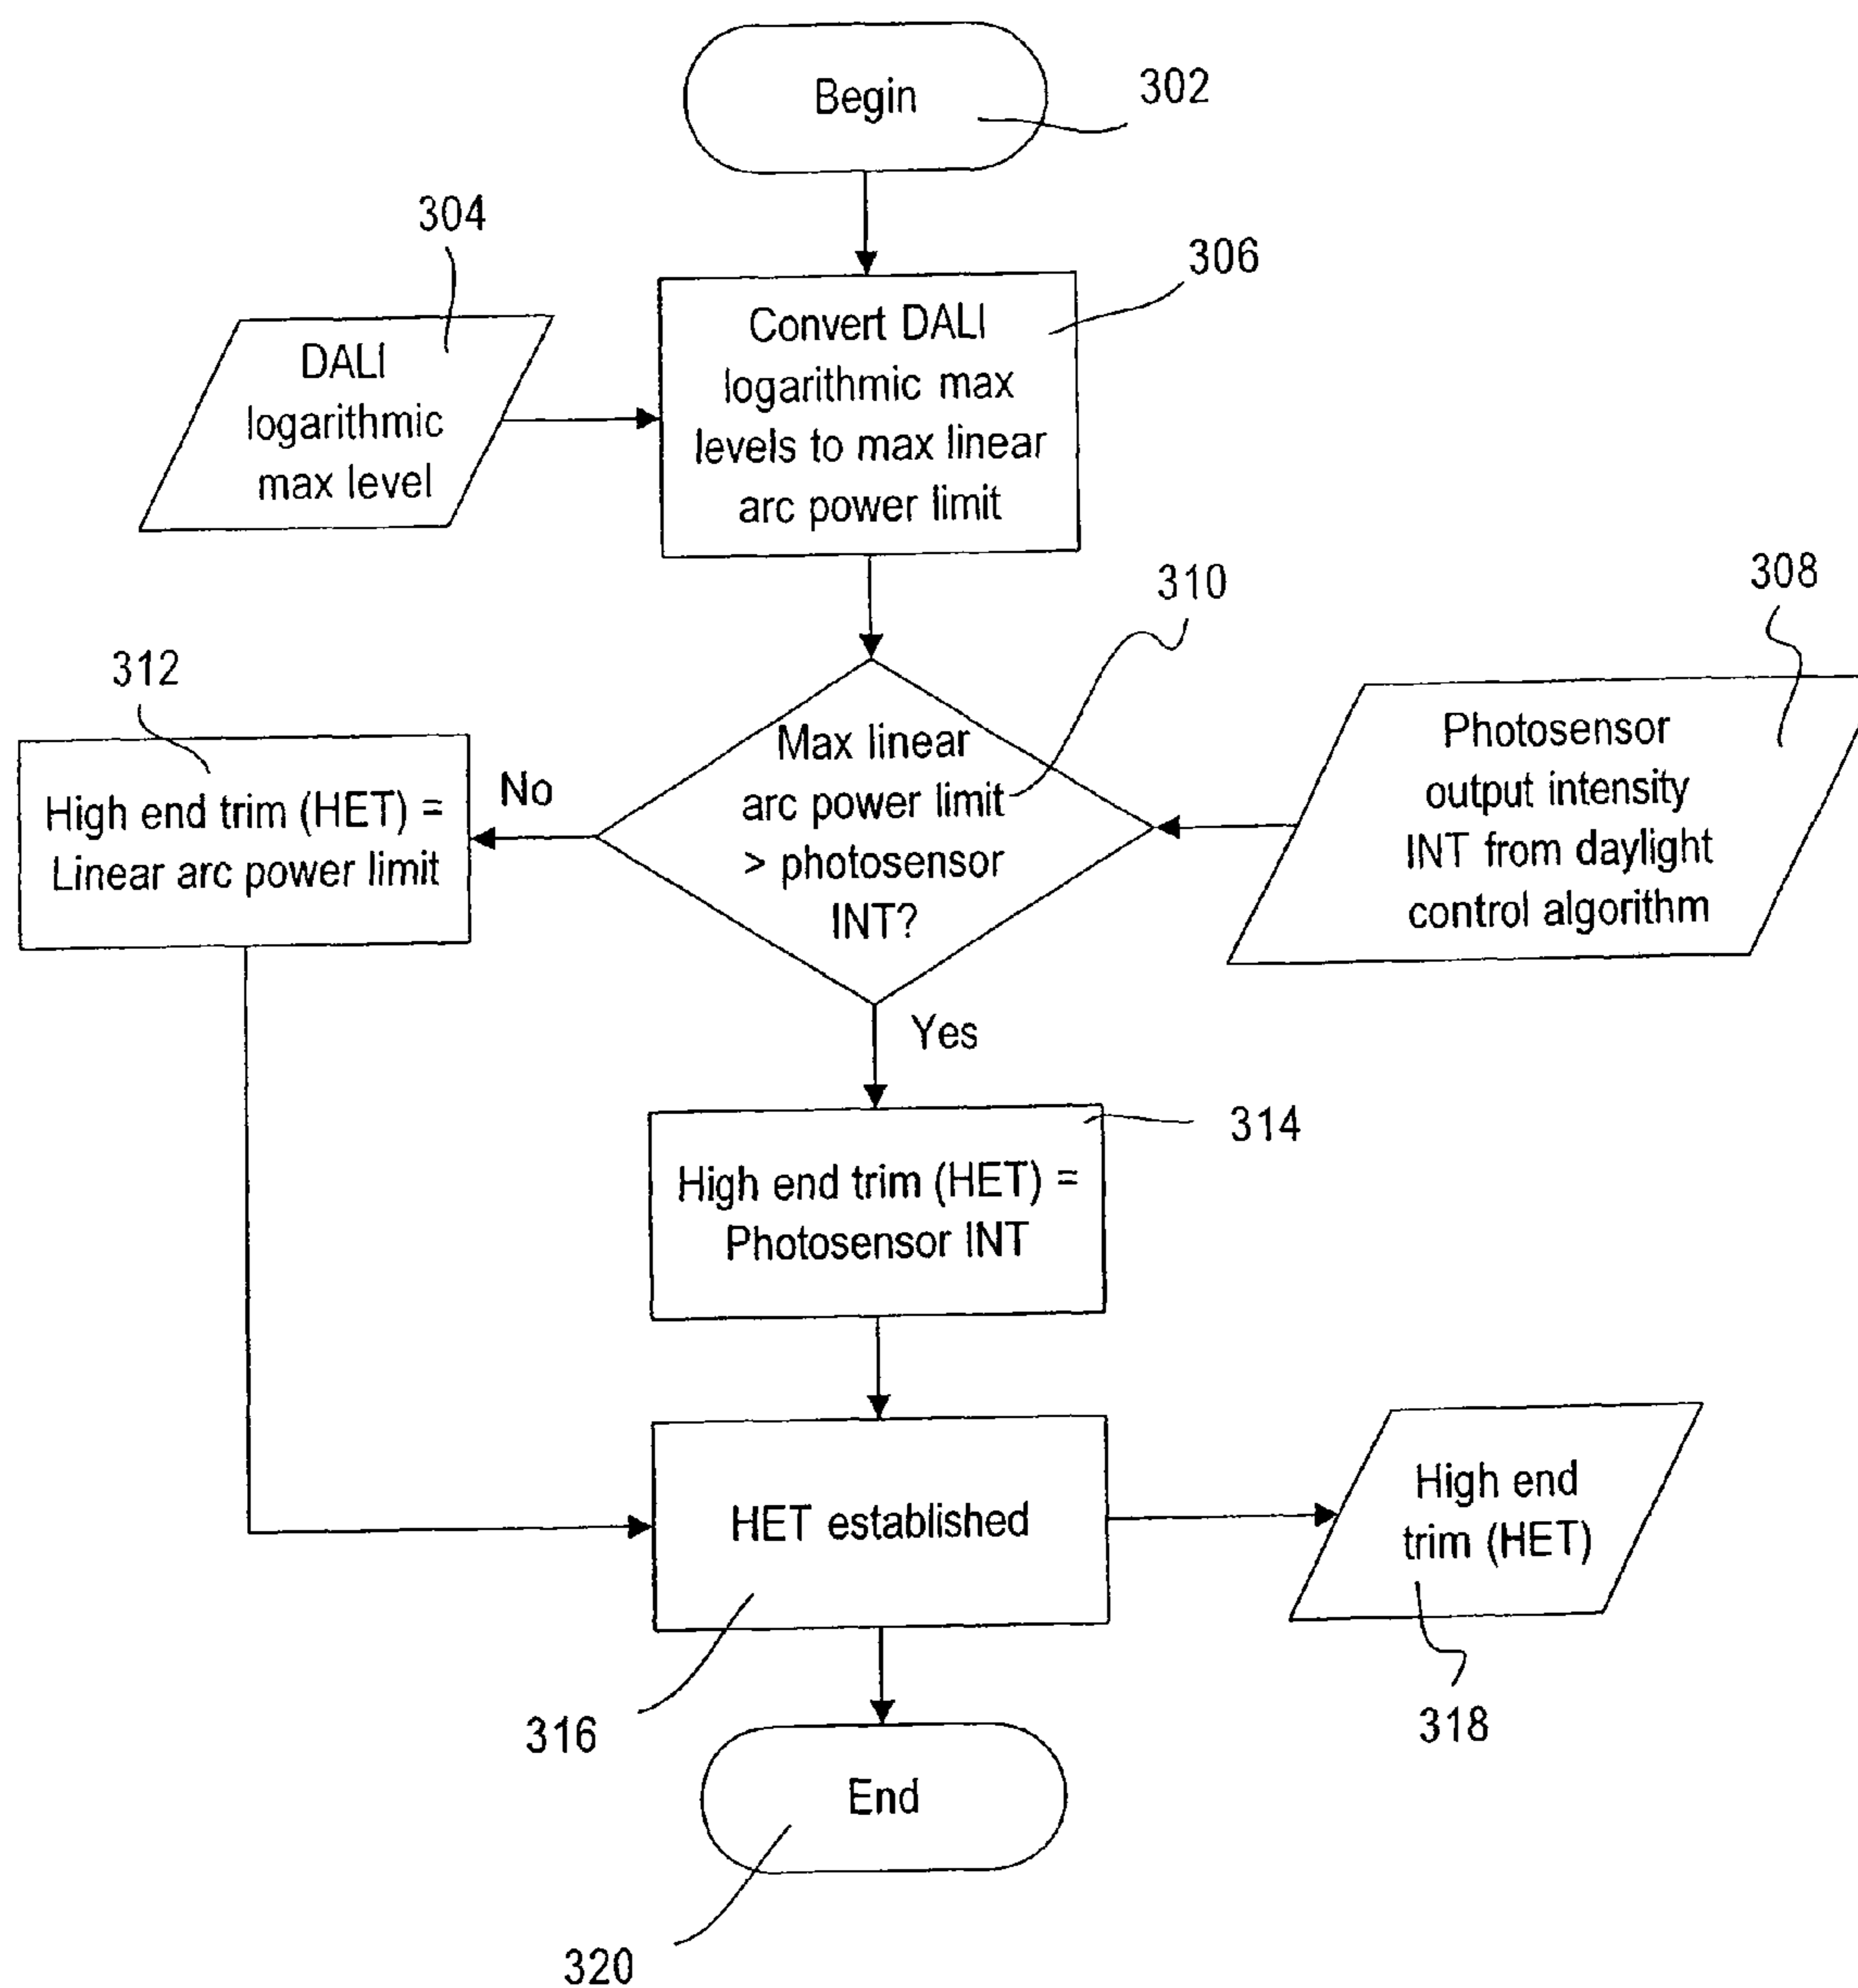 Begin
302
304
DALI
logarithmic
max level
306
Convert DALI
logarithmic max
levels to max linear
arc power limit
310
308
312
High end trim (HET) =
Linear arc power limit
No
Max linear
arc power limit
> photosensor
INT?
Photosensor
output intensity
INT from daylight
control algorithm
Yes
314
High end trim (HET) =
Photosensor INT
HET established
High end
trim (HET)
316
318
End
320